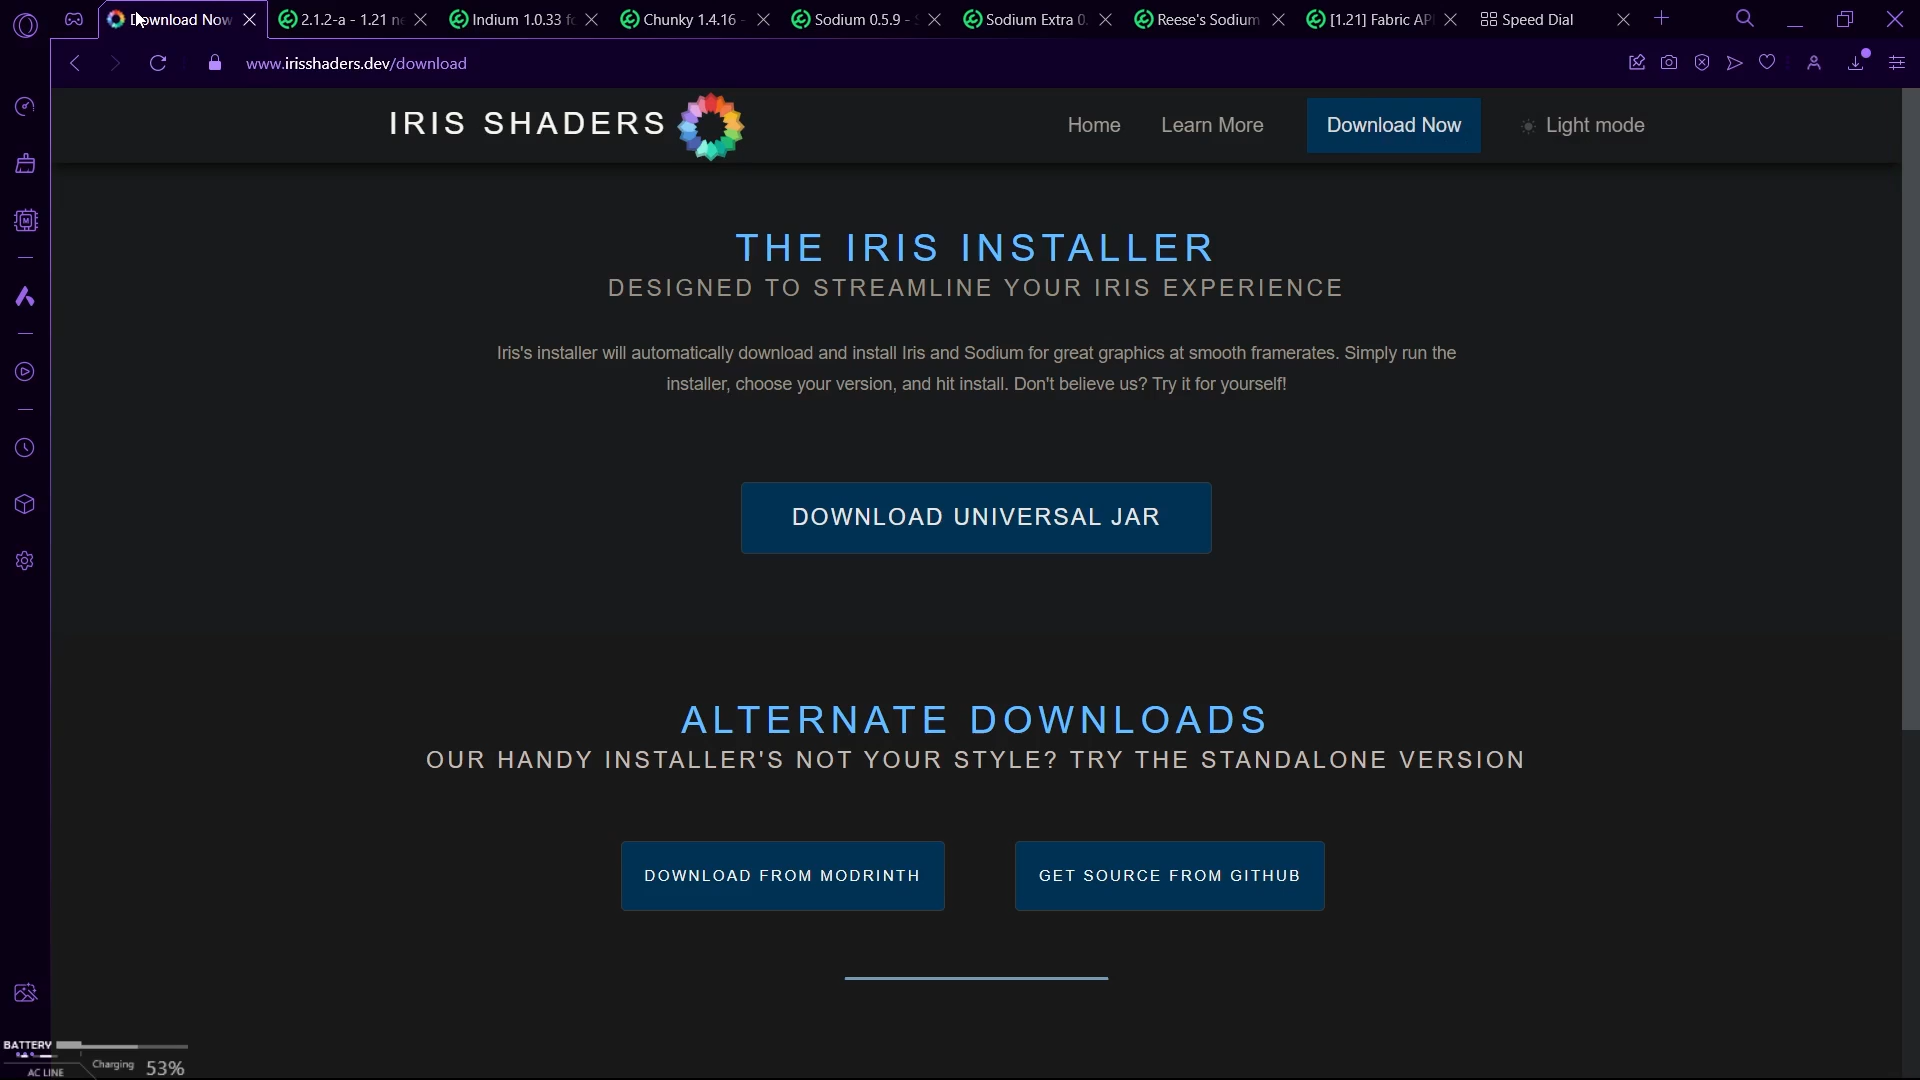 Download Now
2.1.2-a - 1.21 ne
Indium 1.0.33 fo
Chunky 1.4.16 -
Sodium 0.5.9 -
Sodium Extra 0.
Reese's Sodium
[1.21] Fabric AP
Speed Dial
www.irisshaders.dev/download
IRIS SHADERS
Home
Learn More
Download Now
Light mode
THE IRIS INSTALLER
DESIGNED TO STREAMLINE YOUR IRIS EXPERIENCE
Iris's installer will automatically download and install Iris and Sodium for great graphics at smooth framerates. Simply run the
installer, choose your version, and hit install. Don't believe us? Try it for yourself!
DOWNLOAD UNIVERSAL JAR
ALTERNATE DOWNLOADS
OUR HANDY INSTALLER'S NOT YOUR STYLE? TRY THE STANDALONE VERSION
DOWNLOAD FROM MODRINTH
GET SOURCE FROM GITHUB
BATTERY
Charging 53%
AC LINE